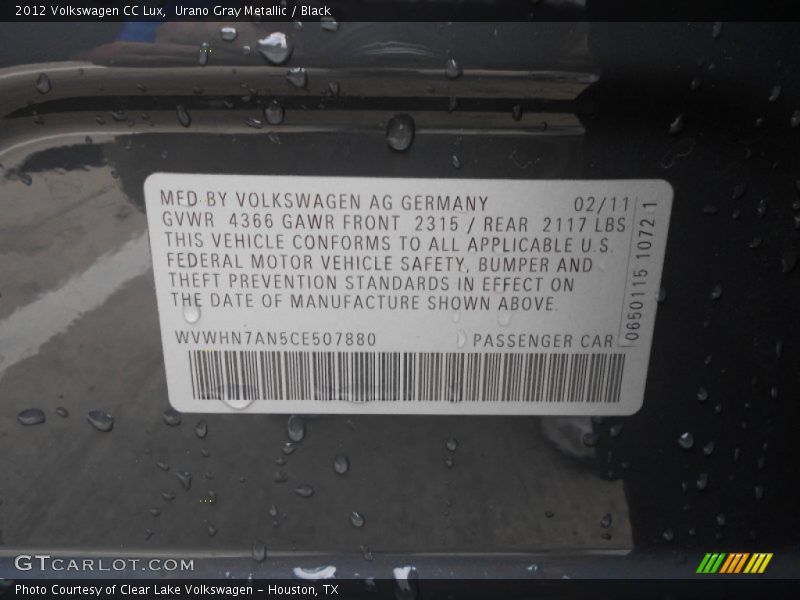 2012 Volkswagen CC Lux, Urano Gray Metallic / Black
MFD BY VOLKSWAGEN AG GERMANY 02/11
GVWR 4366 GAWR FRONT 2315 / REAR 2117 LBS
THIS VEHICLE CONFORMS TO ALL APPLICABLE U.S.
FEDERAL MOTOR VEHICLE SAFETY, BUMPER AND
THEFT PREVENTION STANDARDS IN EFFECT ON
THE DATE OF MANUFACTURE SHOWN ABOVE.
WVWHN7AN5CE507880 PASSENGER CAR
0650115 1072 1
GTCARLOT.COM
Photo Courtesy of Clear Lake Volkswagen - Houston, TX